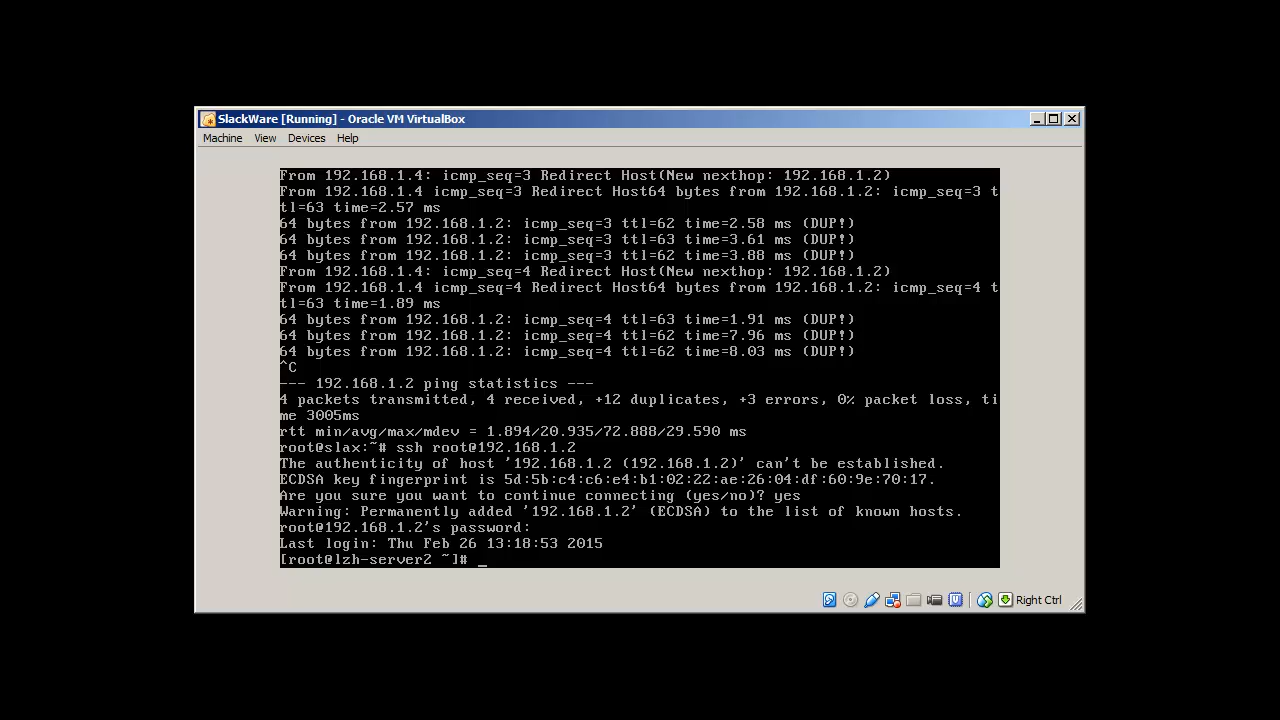 SlackWare [Running] - Oracle VM VirtualBox
Machine View Devices Help
From 192.168.1.4: icmp_seq=3 Redirect Host(New nexthop: 192.168.1.2)
From 192.168.1.4 icmp_seq=3 Redirect Host64 bytes from 192.168.1.2: icmp_seq=3 t
tl=63 time=2.57 ms
64 bytes from 192.168.1.2: icmp_seq=3 ttl=62 time=2.58 ms (DUP!)
64 bytes from 192.168.1.2: icmp_seq=3 ttl=63 time=3.61 ms (DUP!)
64 bytes from 192.168.1.2: icmp_seq=3 ttl=62 time=3.88 ms (DUP!)
From 192.168.1.4: icmp_seq=4 Redirect Host(New nexthop: 192.168.1.2)
From 192.168.1.4 icmp_seq=4 Redirect Host64 bytes from 192.168.1.2: icmp_seq=4 t
tl=63 time=1.89 ms
64 bytes from 192.168.1.2: icmp_seq=4 ttl=63 time=1.91 ms (DUP!)
64 bytes from 192.168.1.2: icmp_seq=4 ttl=62 time=7.96 ms (DUP!)
64 bytes from 192.168.1.2: icmp_seq=4 ttl=62 time=8.03 ms (DUP!)
^C
--- 192.168.1.2 ping statistics ---
4 packets transmitted, 4 received, +12 duplicates, +3 errors, 0% packet loss, ti
me 3005ms
rtt min/avg/max/mdev = 1.894/20.935/72.888/29.590 ms
root@slax:~# ssh root@192.168.1.2
The authenticity of host '192.168.1.2 (192.168.1.2)' can't be established.
ECDSA key fingerprint is 5d:5b:c4:c6:e4:b1:02:22:ae:26:04:df:60:9e:70:17.
Are you sure you want to continue connecting (yes/no)? yes
Warning: Permanently added '192.168.1.2' (ECDSA) to the list of known hosts.
root@192.168.1.2's password:
Last login: Thu Feb 26 13:18:53 2015
[root@lzh-server2 ~]# _
Right Ctrl